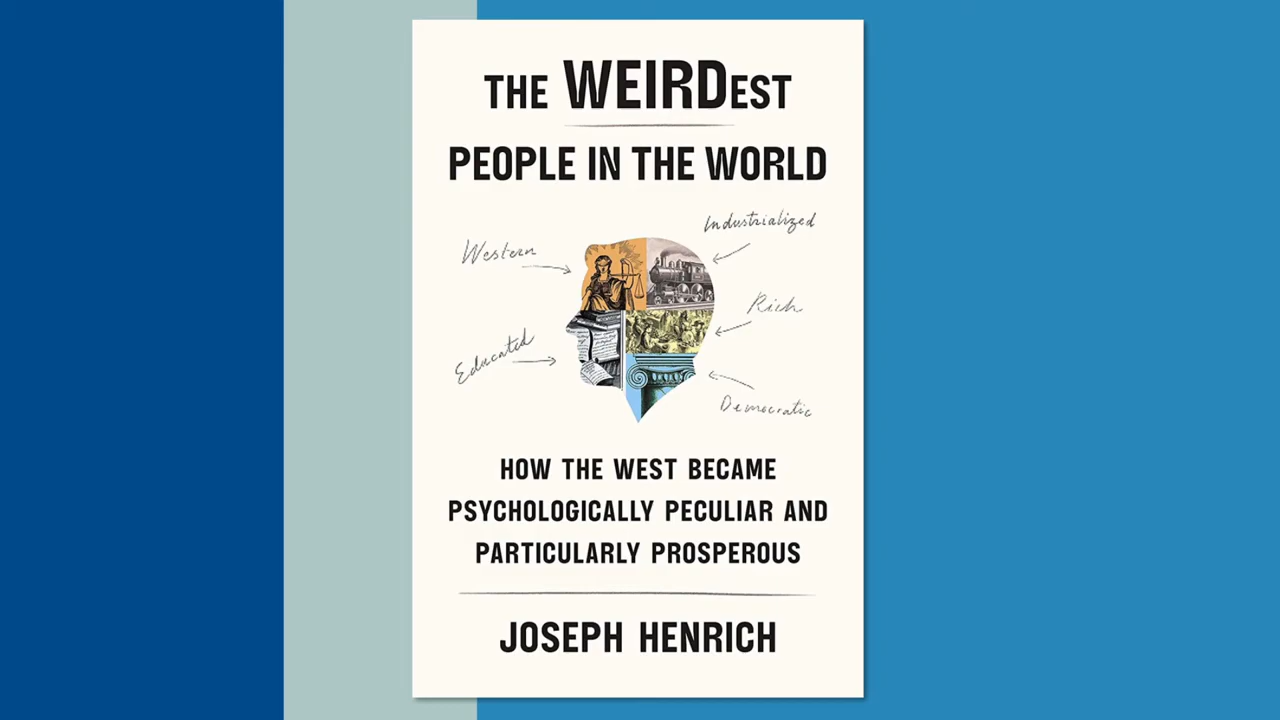 THE WEIRDEST
PEOPLE IN THE WORLD
Industrialized
Western
Rich
Educated
Democratic
HOW THE WEST BECAME
PSYCHOLOGICALLY PECULIAR AND
PARTICULARLY PROSPEROUS
JOSEPH HENRICH